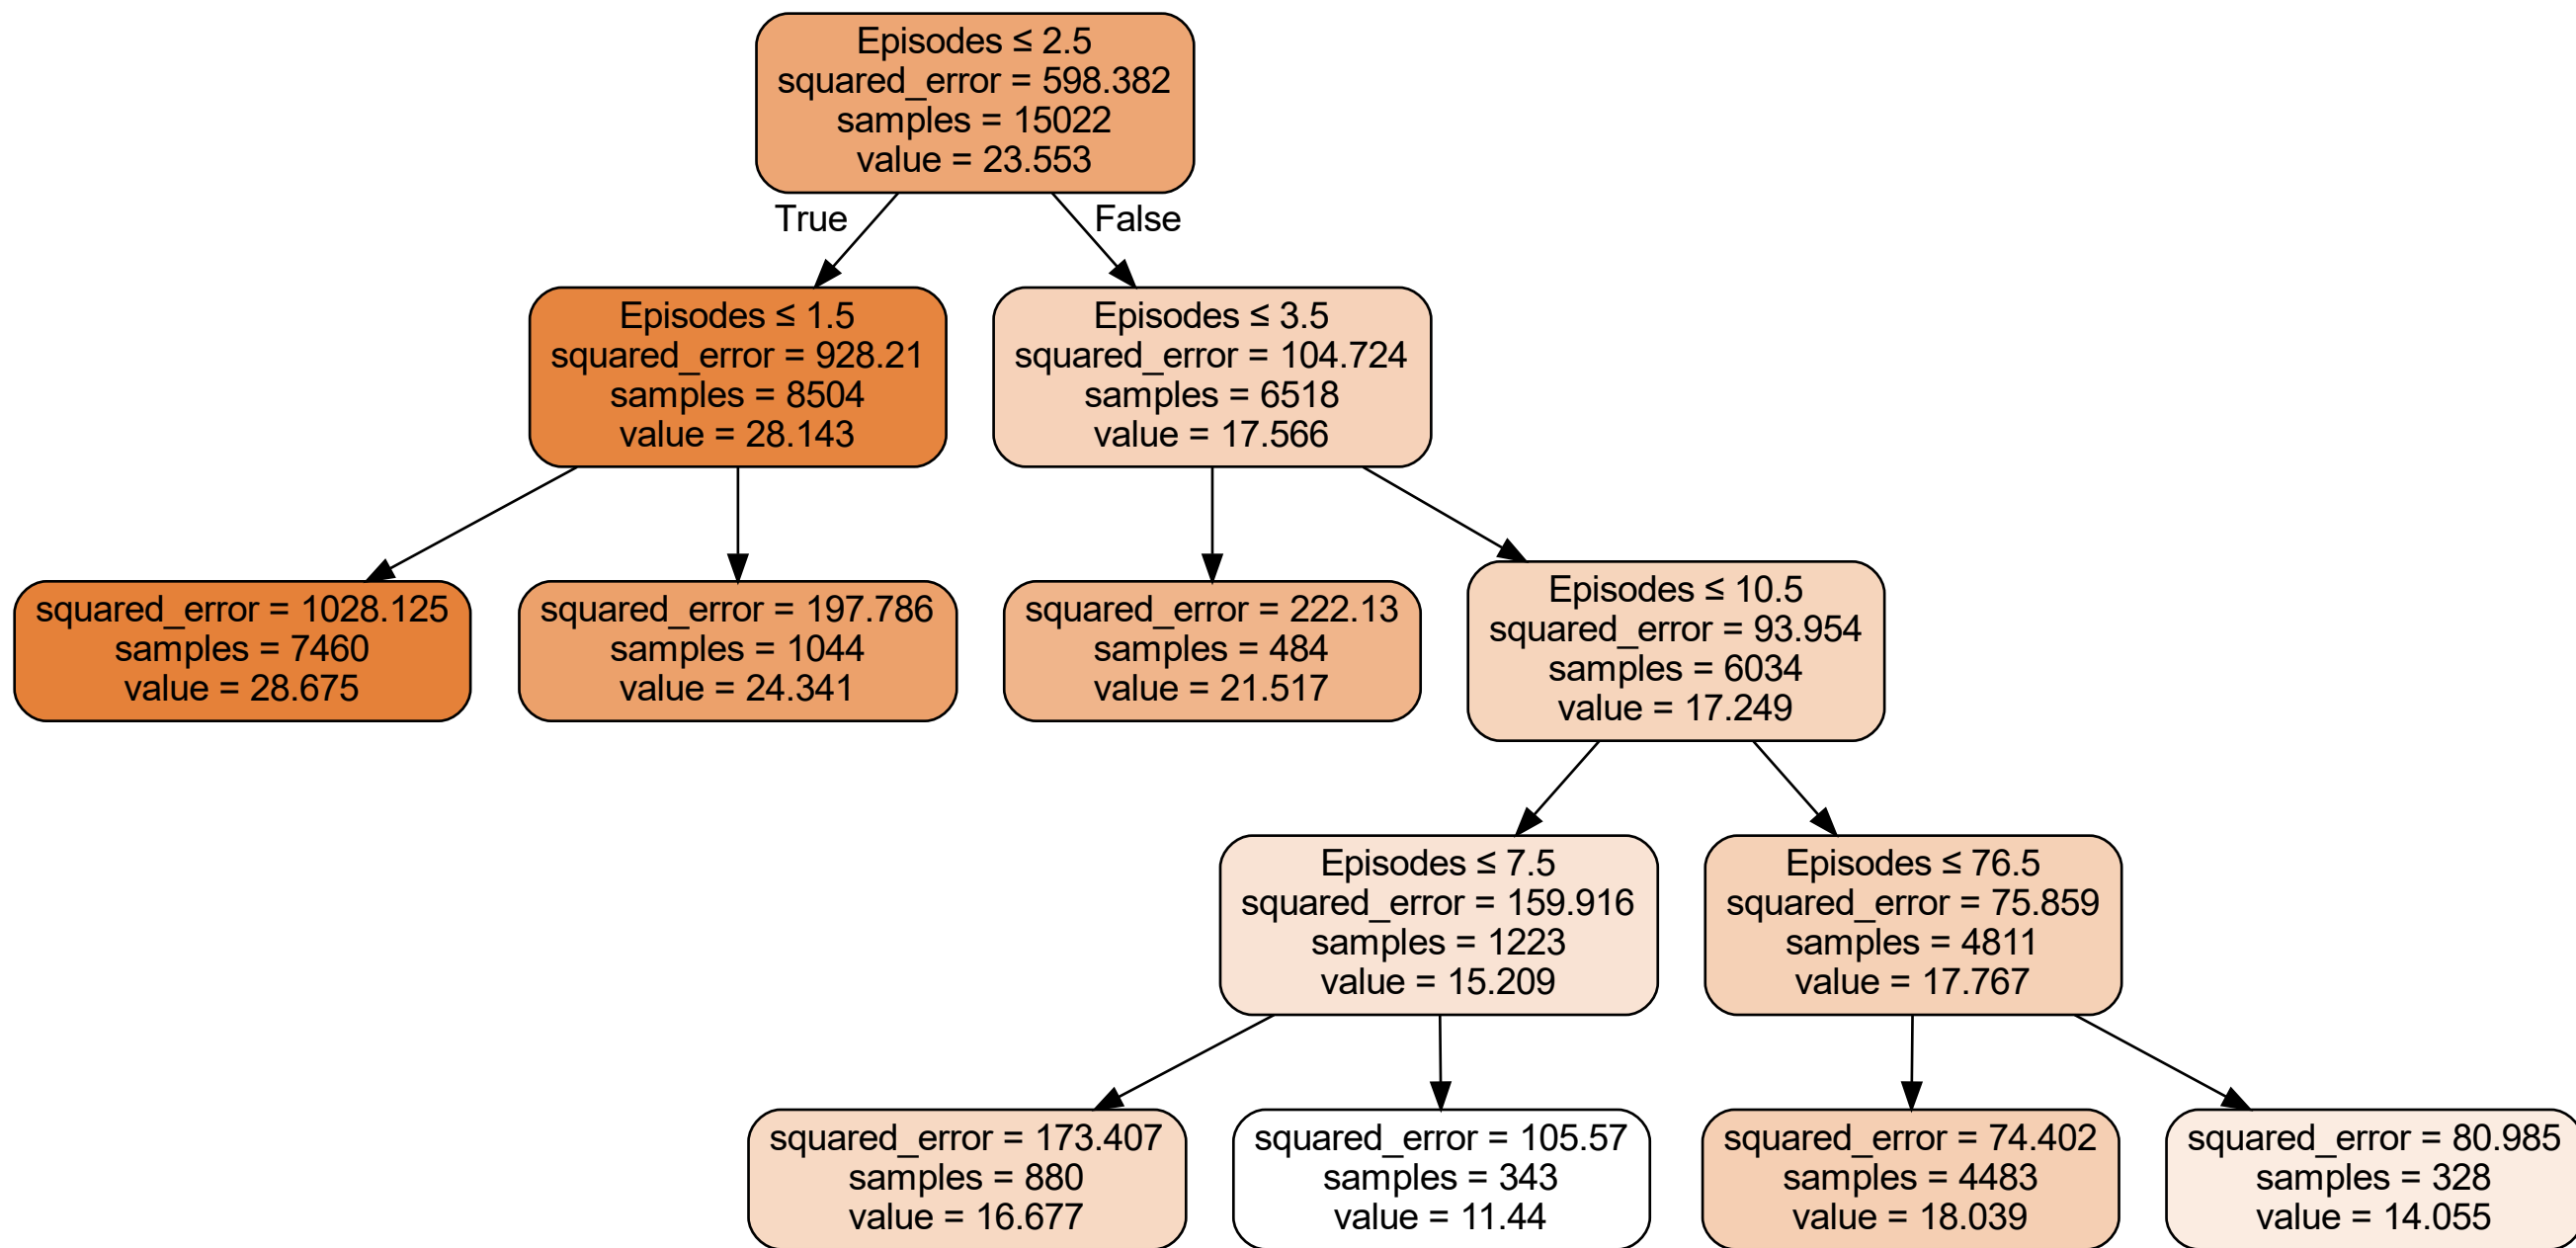 Episodes ≤ 2.5
squared_error = 598.382
samples = 15022
value = 23.553
True
False
Episodes ≤ 1.5
squared_error = 928.21
samples = 8504
value = 28.143
Episodes ≤ 3.5
squared_error = 104.724
samples = 6518
value = 17.566
squared_error = 1028.125
samples = 7460
value = 28.675
squared_error = 197.786
samples = 1044
value = 24.341
squared_error = 222.13
samples = 484
value = 21.517
Episodes ≤ 10.5
squared_error = 93.954
samples = 6034
value = 17.249
Episodes ≤ 7.5
squared_error = 159.916
samples = 1223
value = 15.209
Episodes ≤ 76.5
squared_error = 75.859
samples = 4811
value = 17.767
squared_error = 173.407
samples = 880
value = 16.677
squared_error = 105.57
samples = 343
value = 11.44
squared_error = 74.402
samples = 4483
value = 18.039
squared_error = 80.985
samples = 328
value = 14.055